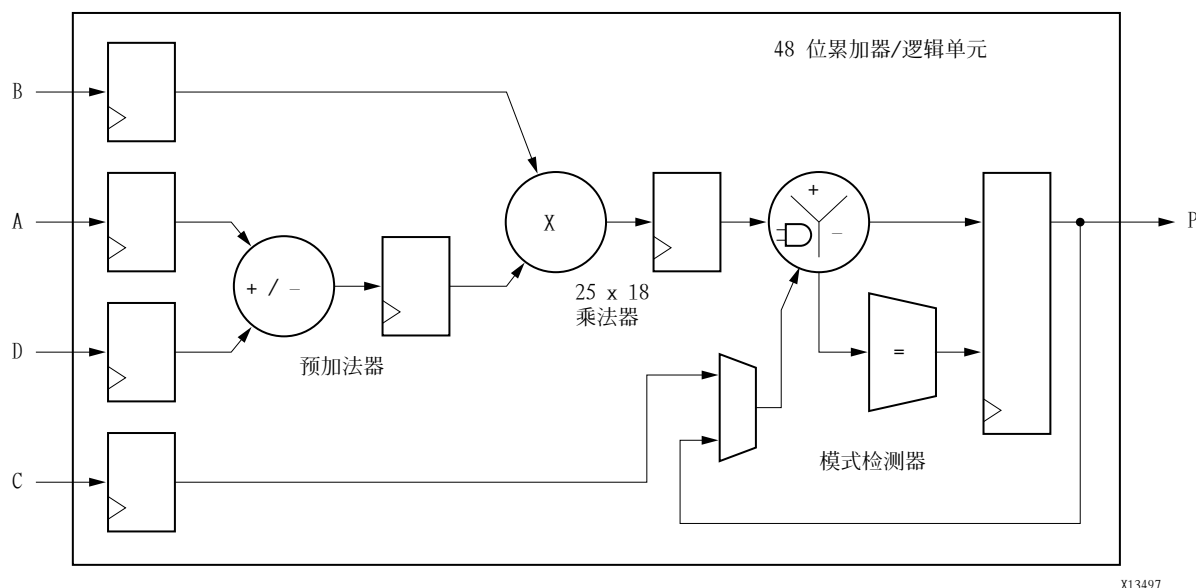 48 位累加器/逻辑单元
B
A
D
C
+ / −
预加法器
X
25 x 18
乘法器
+
−
=
模式检测器
P
X13497